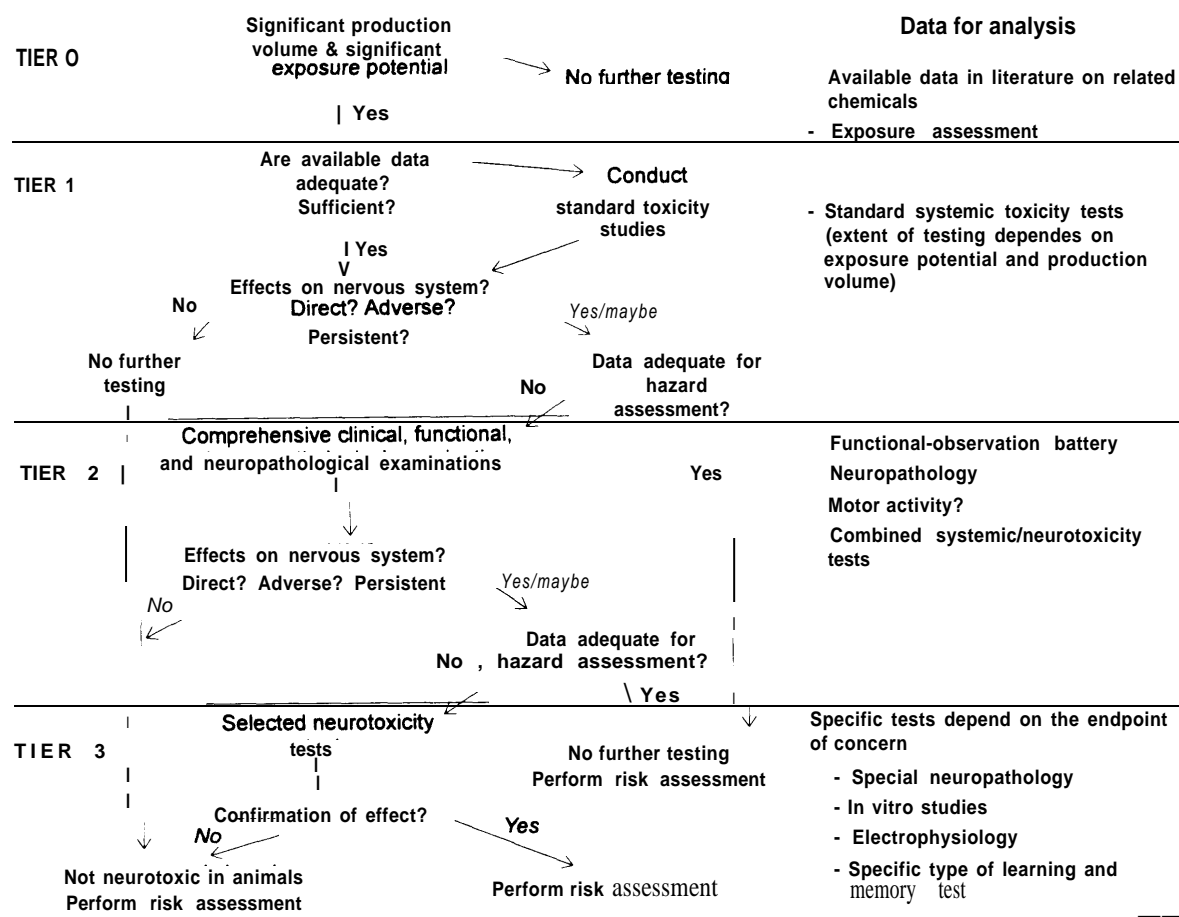 Data for analysis
TIER 0
Significant production
volume & significant
exposure potential
No further testing
Available data in literature on related
chemicals
| Yes
- Exposure assessment
TIER 1
Are available data
adequate?
Sufficient?
Conduct
standard toxicity
studies
- Standard systemic toxicity tests
(extent of testing dependes on
exposure potential and production
volume)
I Yes
V
Effects on nervous system?
Direct? Adverse?
Persistent?
No
Yes/maybe
No further
testing
No
Data adequate for
hazard
assessment?
TIER 2
Comprehensive clinical, functional,
and neuropathological examinations
Yes
Functional-observation battery
Neuropathology
Motor activity?
Combined systemic/neurotoxicity
tests
Effects on nervous system?
Direct? Adverse? Persistent
No
Yes/maybe
Data adequate for
No , hazard assessment?
\ Yes
TIER 3
Selected neurotoxicity
tests
No further testing
Perform risk assessment
Specific tests depend on the endpoint
of concern
- Special neuropathology
- In vitro studies
- Electrophysiology
- Specific type of learning and
memory test
Confirmation of effect?
No
Yes
Not neurotoxic in animals
Perform risk assessment
Perform risk assessment